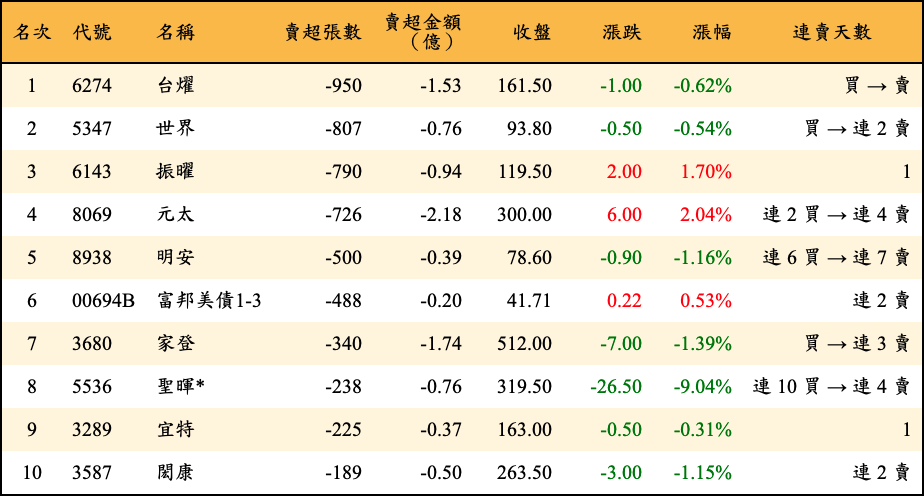 名次 代號 名稱 賣超張數 賣超金額（億） 收盤 漲跌 漲幅 連賣天數
1 6274 台燿 -950 -1.53 161.50 -1.00 -0.62% 買 → 賣
2 5347 世界 -807 -0.76 93.80 -0.50 -0.54% 買 → 連 2 賣
3 6143 振曜 -790 -0.94 119.50 2.00 1.70% 1
4 8069 元太 -726 -2.18 300.00 6.00 2.04% 連 2 買 → 連 4 賣
5 8938 明安 -500 -0.39 78.60 -0.90 -1.16% 連 6 買 → 連 7 賣
6 00694B 富邦美債1-3 -488 -0.20 41.71 0.22 0.53% 連 2 賣
7 3680 家登 -340 -1.74 512.00 -7.00 -1.39% 買 → 連 3 賣
8 5536 聖暉* -238 -0.76 319.50 -26.50 -9.04% 連 10 買 → 連 4 賣
9 3289 宜特 -225 -0.37 163.00 -0.50 -0.31% 1
10 3587 閎康 -189 -0.50 263.50 -3.00 -1.15% 連 2 賣